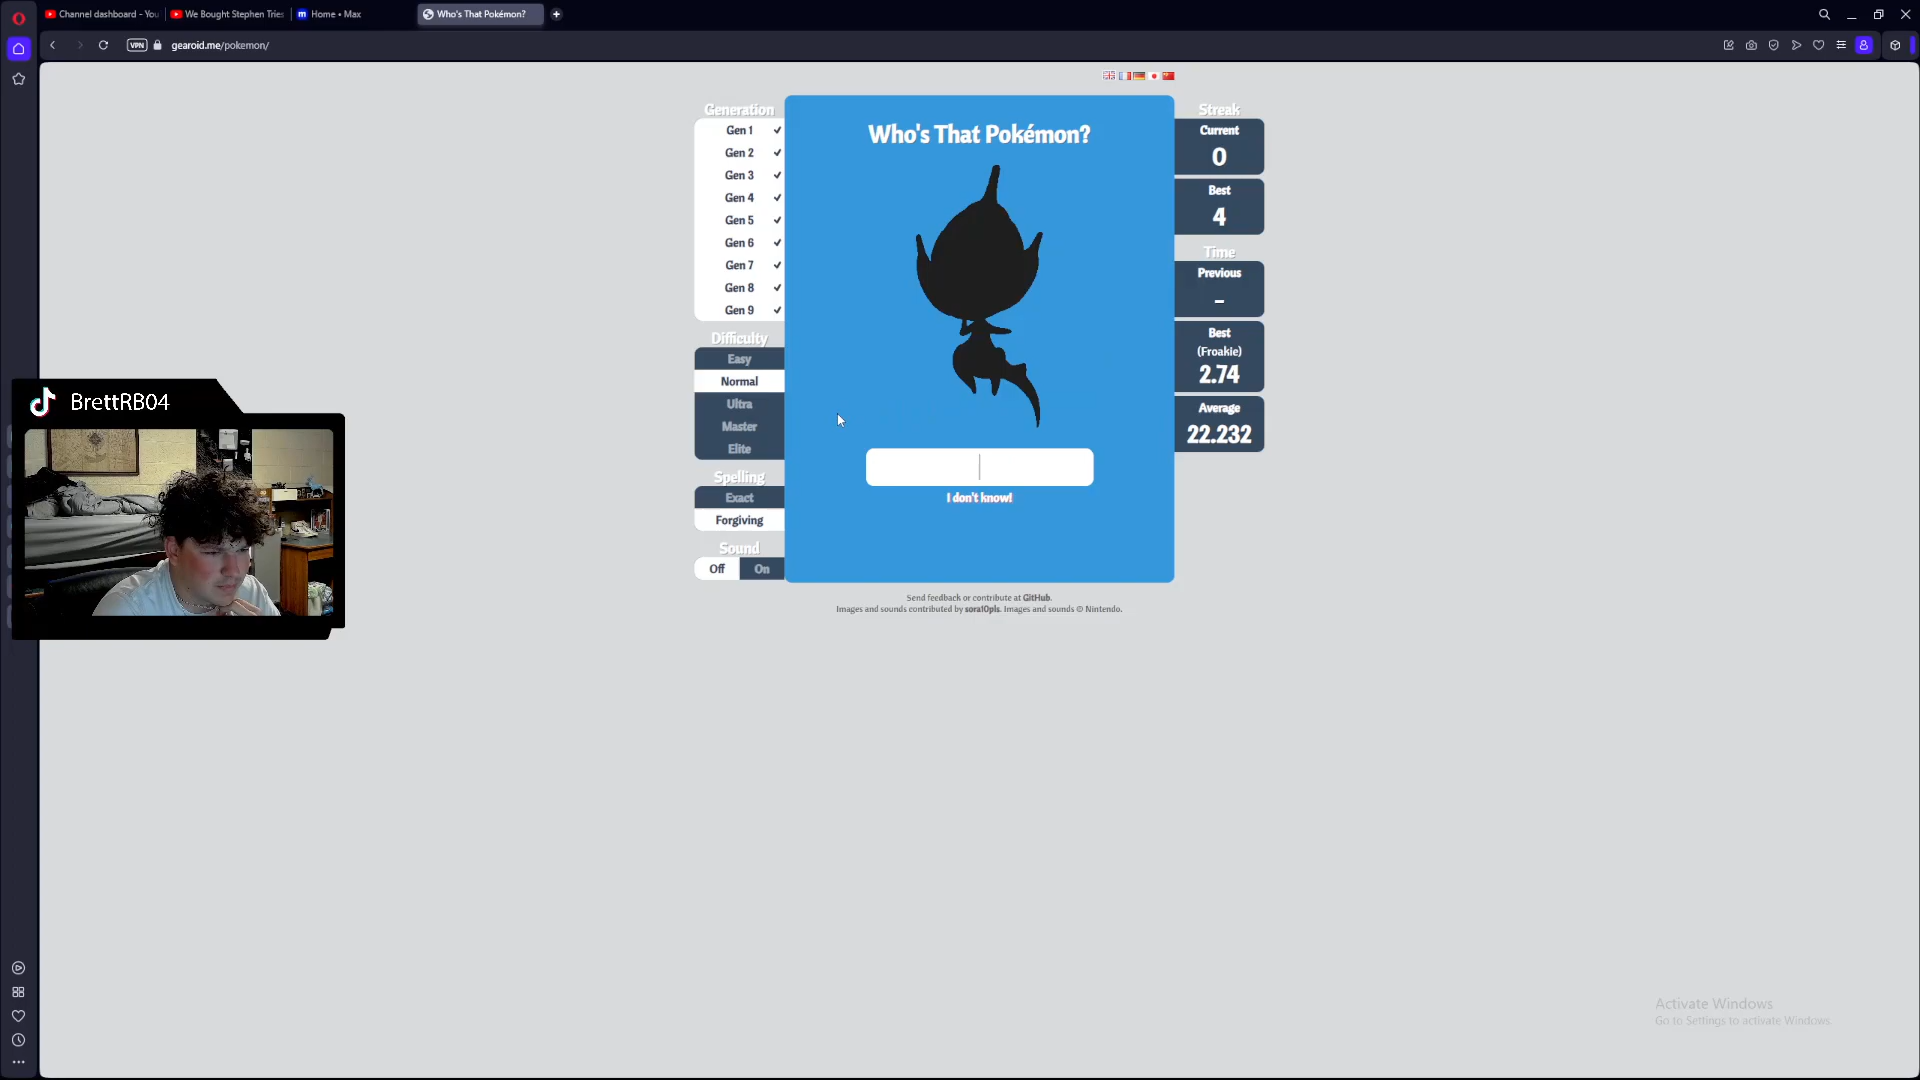 Channel dashboard - You
We Bought Stephen Tries
Home • Max
Who's That Pokémon?
VPN
gearoid.me/pokemon/
Generation
Gen 1
Gen 2
Gen 3
Gen 4
Gen 5
Gen 6
Gen 7
Gen 8
Gen 9
Difficulty
Easy
Normal
Ultra
Master
Elite
Spelling
Exact
Forgiving
Sound
Off On
Who's That Pokémon?
I don't know!
Streak
Current
0
Best
4
Time
Previous
–
Best
(Froakie)
2.74
Average
22.232
Send feedback or contribute at GitHub.
Images and sounds contributed by sora10pls. Images and sounds © Nintendo.
BrettRB04
Activate Windows
Go to Settings to activate Windows.